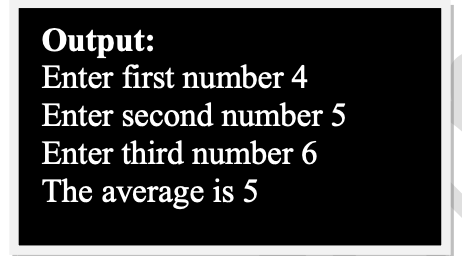 Output:
Enter first number 4
Enter second number 5
Enter third number 6
The average is 5